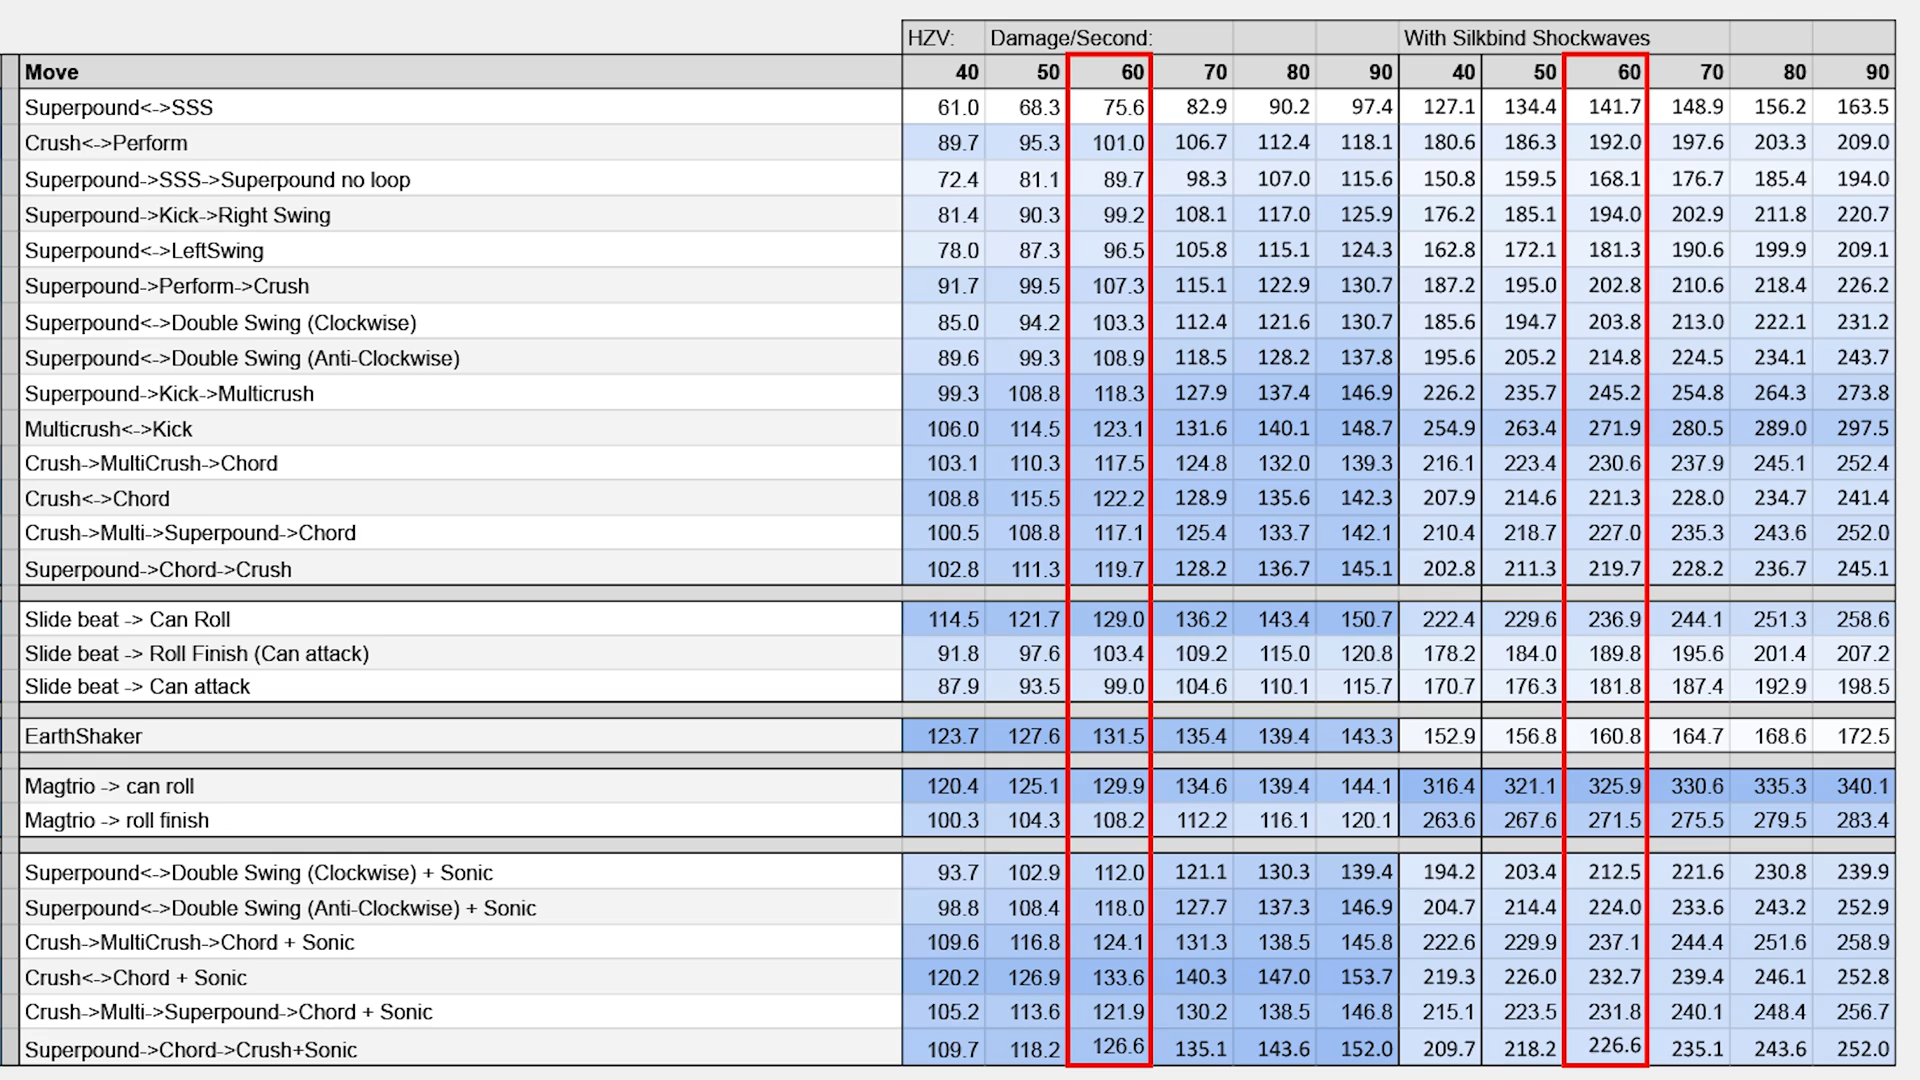 HZV: Damage/Second: With Silkbind Shockwaves
Move 40 50 60 70 80 90 40 50 60 70 80 90
Superpound<->SSS 61.0 68.3 75.6 82.9 90.2 97.4 127.1 134.4 141.7 148.9 156.2 163.5
Crush<->Perform 89.7 95.3 101.0 106.7 112.4 118.1 180.6 186.3 192.0 197.6 203.3 209.0
Superpound->SSS->Superpound no loop 72.4 81.1 89.7 98.3 107.0 115.6 150.8 159.5 168.1 176.7 185.4 194.0
Superpound->Kick->Right Swing 81.4 90.3 99.2 108.1 117.0 125.9 176.2 185.1 194.0 202.9 211.8 220.7
Superpound<->LeftSwing 78.0 87.3 96.5 105.8 115.1 124.3 162.8 172.1 181.3 190.6 199.9 209.1
Superpound->Perform->Crush 91.7 99.5 107.3 115.1 122.9 130.7 187.2 195.0 202.8 210.6 218.4 226.2
Superpound<->Double Swing (Clockwise) 85.0 94.2 103.3 112.4 121.6 130.7 185.6 194.7 203.8 213.0 222.1 231.2
Superpound<->Double Swing (Anti-Clockwise) 89.6 99.3 108.9 118.5 128.2 137.8 195.6 205.2 214.8 224.5 234.1 243.7
Superpound->Kick->Multicrush 99.3 108.8 118.3 127.9 137.4 146.9 226.2 235.7 245.2 254.8 264.3 273.8
Multicrush<->Kick 106.0 114.5 123.1 131.6 140.1 148.7 254.9 263.4 271.9 280.5 289.0 297.5
Crush->MultiCrush->Chord 103.1 110.3 117.5 124.8 132.0 139.3 216.1 223.4 230.6 237.9 245.1 252.4
Crush<->Chord 108.8 115.5 122.2 128.9 135.6 142.3 207.9 214.6 221.3 228.0 234.7 241.4
Crush->Multi->Superpound->Chord 100.5 108.8 117.1 125.4 133.7 142.1 210.4 218.7 227.0 235.3 243.6 252.0
Superpound->Chord->Crush 102.8 111.3 119.7 128.2 136.7 145.1 202.8 211.3 219.7 228.2 236.7 245.1
Slide beat -> Can Roll 114.5 121.7 129.0 136.2 143.4 150.7 222.4 229.6 236.9 244.1 251.3 258.6
Slide beat -> Roll Finish (Can attack) 91.8 97.6 103.4 109.2 115.0 120.8 178.2 184.0 189.8 195.6 201.4 207.2
Slide beat -> Can attack 87.9 93.5 99.0 104.6 110.1 115.7 170.7 176.3 181.8 187.4 192.9 198.5
EarthShaker 123.7 127.6 131.5 135.4 139.4 143.3 152.9 156.8 160.8 164.7 168.6 172.5
Magtrio -> can roll 120.4 125.1 129.9 134.6 139.4 144.1 316.4 321.1 325.9 330.6 335.3 340.1
Magtrio -> roll finish 100.3 104.3 108.2 112.2 116.1 120.1 263.6 267.6 271.5 275.5 279.5 283.4
Superpound<->Double Swing (Clockwise) + Sonic 93.7 102.9 112.0 121.1 130.3 139.4 194.2 203.4 212.5 221.6 230.8 239.9
Superpound<->Double Swing (Anti-Clockwise) + Sonic 98.8 108.4 118.0 127.7 137.3 146.9 204.7 214.4 224.0 233.6 243.2 252.9
Crush->MultiCrush->Chord + Sonic 109.6 116.8 124.1 131.3 138.5 145.8 222.6 229.9 237.1 244.4 251.6 258.9
Crush<->Chord + Sonic 120.2 126.9 133.6 140.3 147.0 153.7 219.3 226.0 232.7 239.4 246.1 252.8
Crush->Multi->Superpound->Chord + Sonic 105.2 113.6 121.9 130.2 138.5 146.8 215.1 223.5 231.8 240.1 248.4 256.7
Superpound->Chord->Crush+Sonic 109.7 118.2 126.6 135.1 143.6 152.0 209.7 218.2 226.6 235.1 243.6 252.0